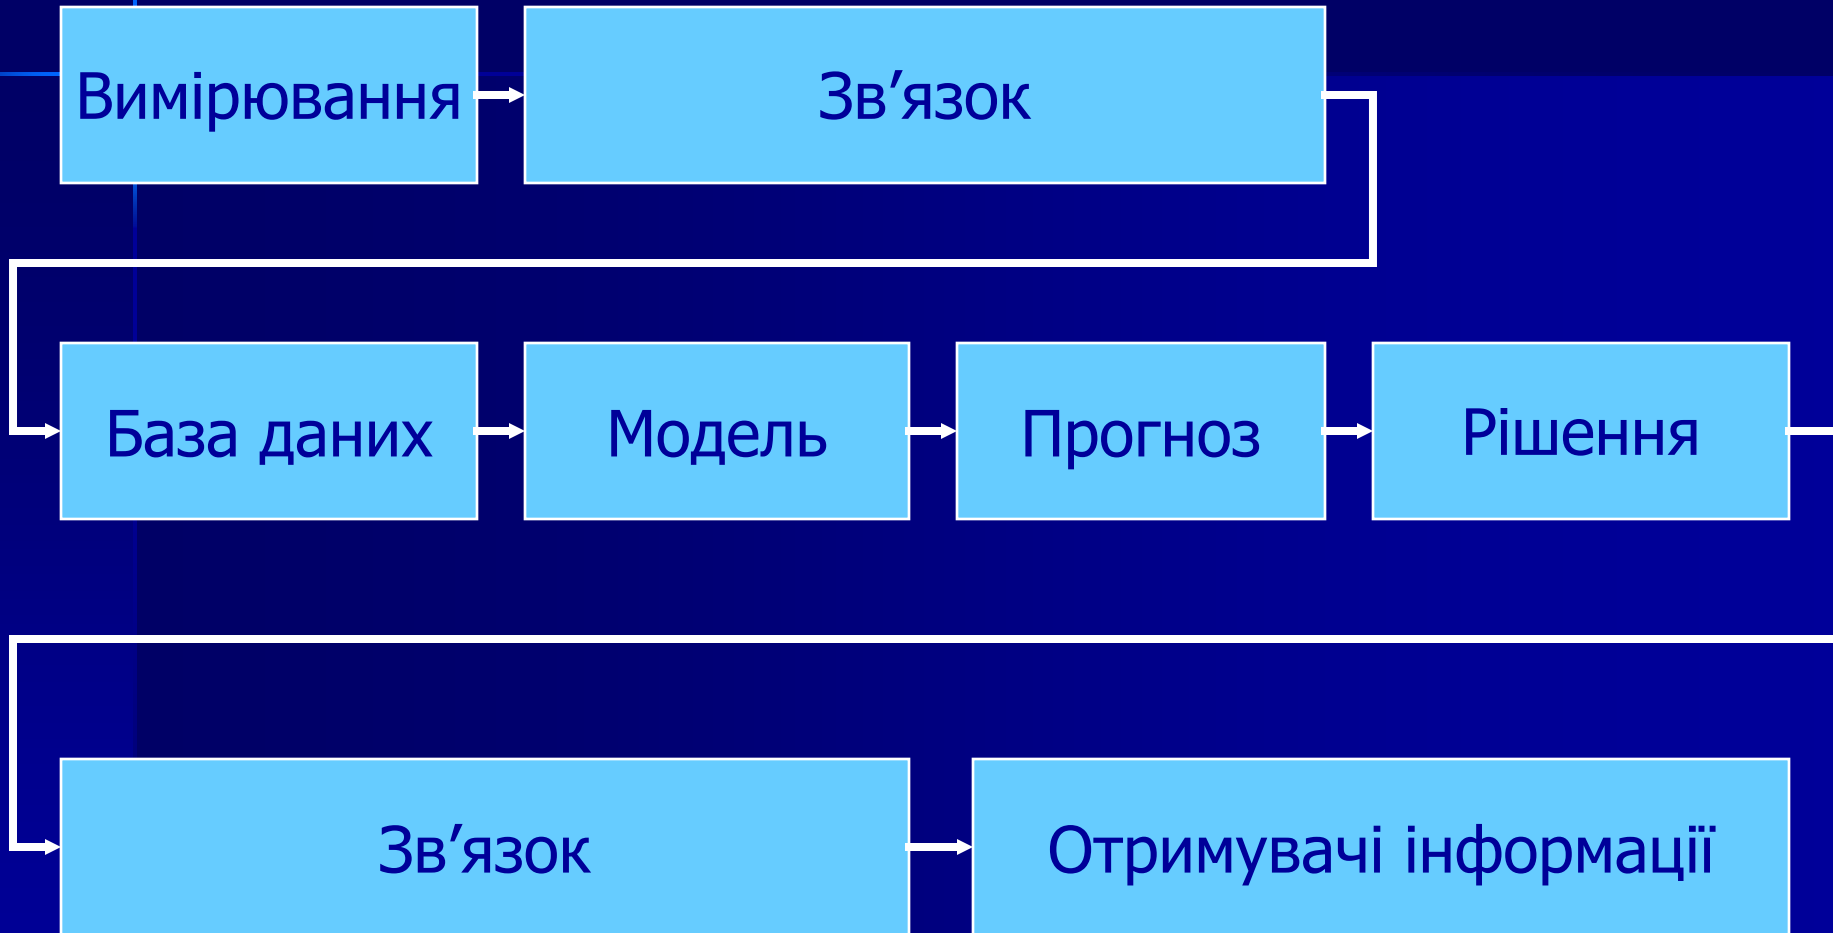 Вимірювання
Зв’язок
База даних
Модель
Прогноз
Рішення
Зв’язок
Отримувачі інформації